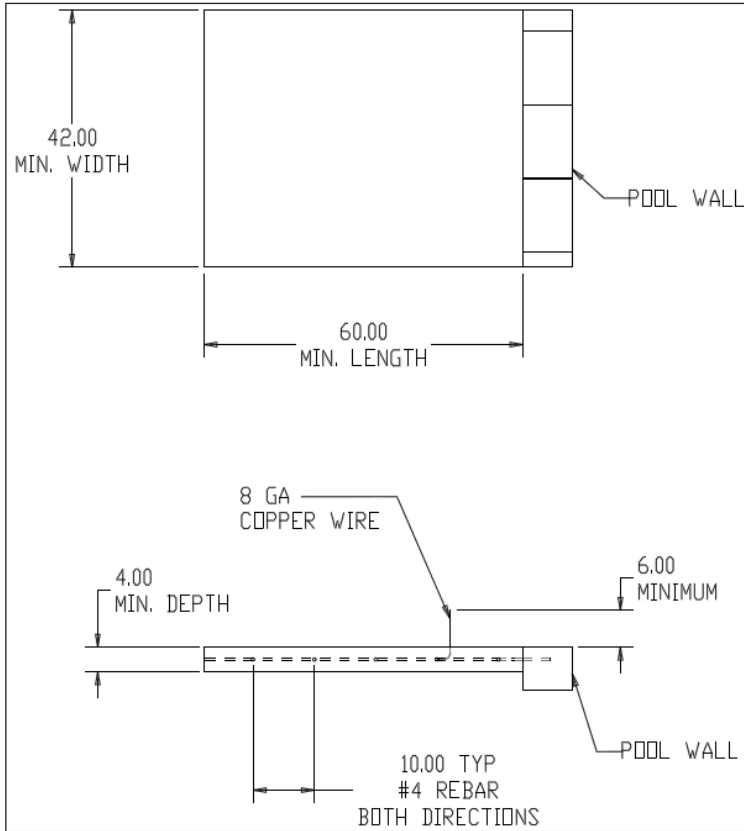 42.00
MIN. WIDTH
POOL WALL
60.00
MIN. LENGTH
8 GA
COPPER WIRE
4.00
MIN. DEPTH
6.00
MINIMUM
POOL WALL
10.00 TYP
#4 REBAR
BOTH DIRECTIONS